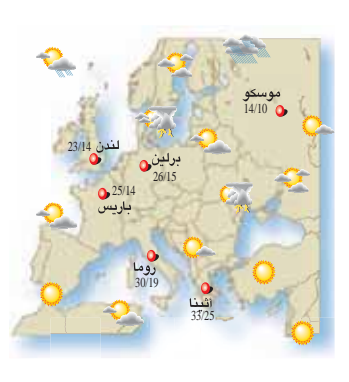 موسكو
14/10
لندن
23/14
برلين
26/15
25/14
باريس
روما
30/19
أثينا
33/25